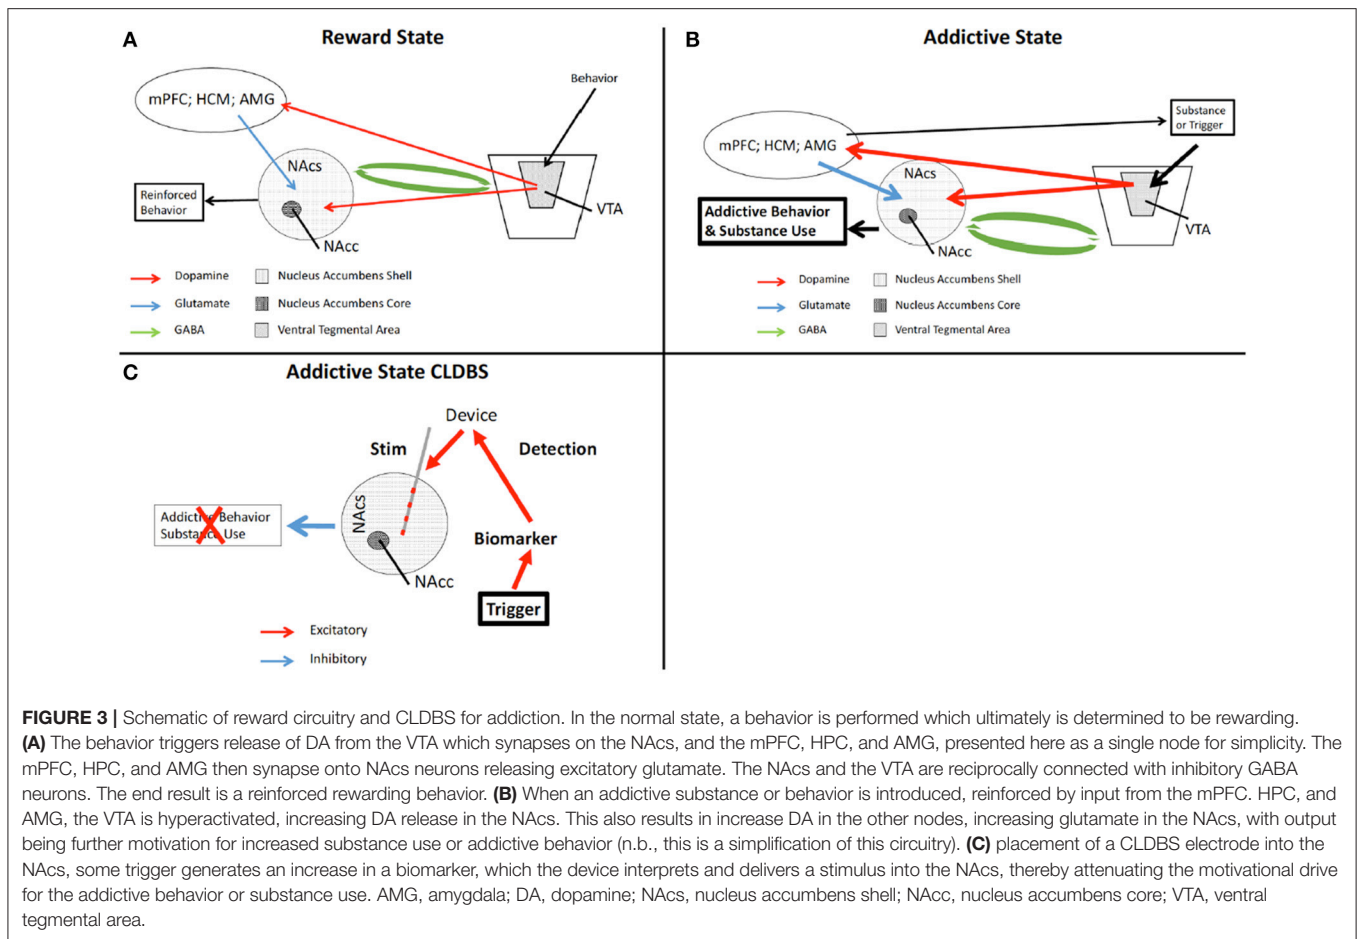 A
Reward State
Behavior
mPFC; HCM; AMG
NAcs
Reinforced
Behavior
VTA
NAcc
Dopamine
Nucleus Accumbens Shell
Glutamate
Nucleus Accumbens Core
GABA
Ventral Tegmental Area
B
Addictive State
Substance
or Trigger
mPFC; HCM; AMG
NAcs
Addictive Behavior
& Substance Use
VTA
NAcc
Dopamine
Nucleus Accumbens Shell
Glutamate
Nucleus Accumbens Core
GABA
Ventral Tegmental Area
C
Addictive State CLDBS
Device
Stim
Detection
NAcs
Addictive Behavior
Substance Use
Biomarker
NAcc
Trigger
Excitatory
Inhibitory
FIGURE 3 | Schematic of reward circuitry and CLDBS for addiction. In the normal state, a behavior is performed which ultimately is determined to be rewarding.
(A) The behavior triggers release of DA from the VTA which synapses on the NAcs, and the mPFC, HPC, and AMG, presented here as a single node for simplicity. The
mPFC, HPC, and AMG then synapse onto NAcs neurons releasing excitatory glutamate. The NAcs and the VTA are reciprocally connected with inhibitory GABA
neurons. The end result is a reinforced rewarding behavior. (B) When an addictive substance or behavior is introduced, reinforced by input from the mPFC. HPC, and
AMG, the VTA is hyperactivated, increasing DA release in the NAcs. This also results in increase DA in the other nodes, increasing glutamate in the NAcs, with output
being further motivation for increased substance use or addictive behavior (n.b., this is a simplification of this circuitry). (C) placement of a CLDBS electrode into the
NAcs, some trigger generates an increase in a biomarker, which the device interprets and delivers a stimulus into the NAcs, thereby attenuating the motivational drive
for the addictive behavior or substance use. AMG, amygdala; DA, dopamine; NAcs, nucleus accumbens shell; NAcc, nucleus accumbens core; VTA, ventral
tegmental area.